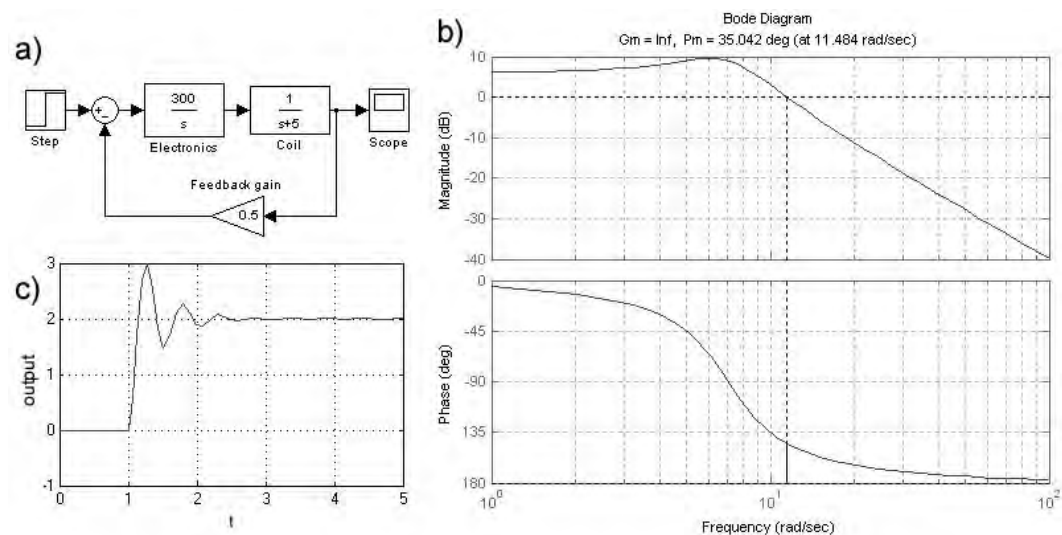 a)
Step
+
-
300
s
Electronics
1
s+5
Coil
Scope
Feedback gain
0.5
b)
Bode Diagram
Gm = Inf, Pm = 35.042 deg (at 11.484 rad/sec)
Magnitude (dB)
10
0
-10
-20
-30
-40
Phase (deg)
0
-45
-90
135
180
10^0
10^1
10^2
Frequency (rad/sec)
c)
output
3
2
1
0
-1
0
1
2
3
4
5
t